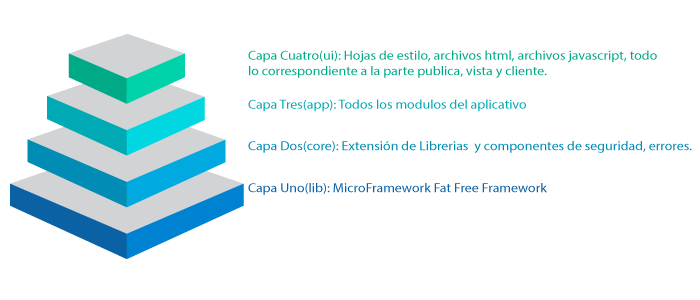 Capa Cuatro(ui): Hojas de estilo, archivos html, archivos javascript, todo
lo correspondiente a la parte publica, vista y cliente.
Capa Tres(app): Todos los modulos del aplicativo
Capa Dos(core): Extensión de Librerias y componentes de seguridad, errores.
Capa Uno(lib): MicroFramework Fat Free Framework